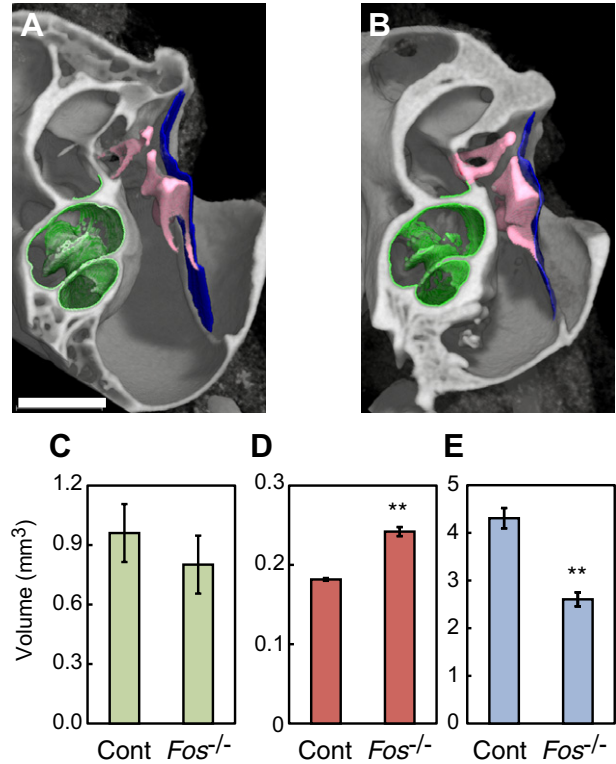 A B
C D E
Volume (mm³)
1.2 0.9 0.6 0.3 0.0
Cont Fos-/-
0.3 0.2 0.1 0
**
Cont Fos-/-
5 4 3 2 1 0
**
Cont Fos-/-